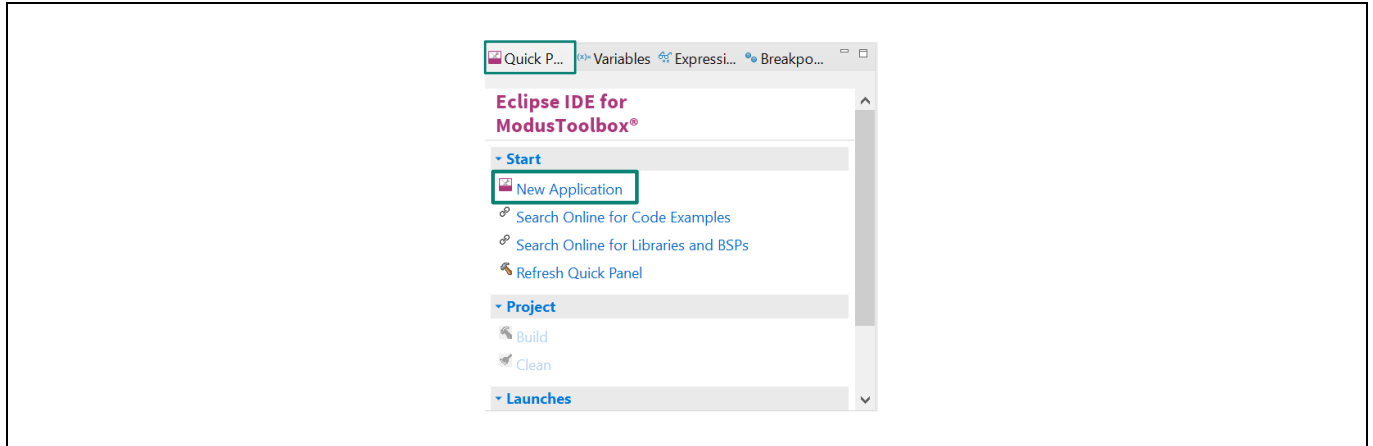 Quick P... (x)= Variables Expressi... Breakpo...
Eclipse IDE for
ModusToolbox®
Start
New Application
Search Online for Code Examples
Search Online for Libraries and BSPs
Refresh Quick Panel
Project
Build
Clean
Launches